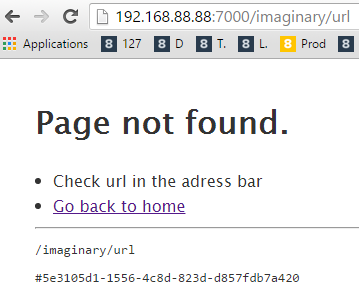 192.168.88.88:7000/imaginary/url
Applications 8 127 8 D 8 T. 8 L. 8 Prod 8
Page not found.
Check url in the adress bar
Go back to home
/imaginary/url
#5e3105d1-1556-4c8d-823d-d857fdb7a420